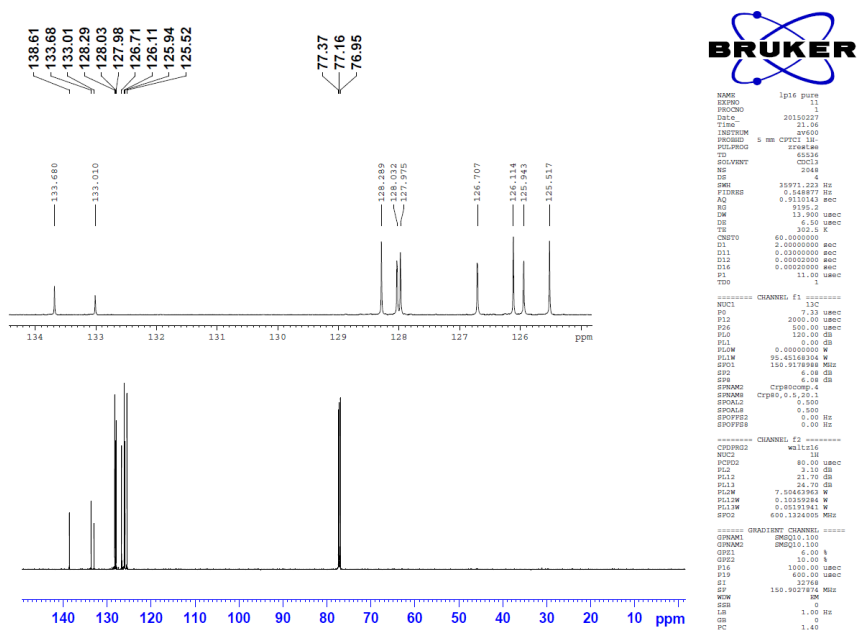 138.61
133.68
133.01
128.29
128.03
127.98
126.71
126.11
125.94
125.52
77.37
77.16
76.95
133.680
133.010
128.289
128.032
127.975
126.707
126.114
125.943
125.517
134 133 132 131 130 129 128 127 126 ppm
140 130 120 110 100 90 80 70 60 50 40 30 20 10 ppm
BRUKER
NAME lp16 pure
EXPNO 11
PROCNO 1
Date_ 20150227
Time 21.06
INSTRUM av600
PROBHD 5 mm CPTCI 1H-
PULPROG zrestse
TD 65536
SOLVENT CDCl3
NS 2048
DS 4
SWH 35971.223 Hz
FIDRES 0.548877 Hz
AQ 0.9110143 sec
RG 9195.2
DW 13.900 usec
DE 6.50 usec
TE 302.5 K
CNST0 60.0000000
D1 2.00000000 sec
D11 0.03000000 sec
D12 0.00002000 sec
D16 0.00020000 sec
P1 11.00 usec
TD0 1
======== CHANNEL f1 ========
NUC1 13C
P0 7.33 usec
P12 2000.00 usec
P26 500.00 usec
PL0 120.00 dB
PL1 0.00 dB
PL0W 0.00000000 W
PL1W 95.45168304 W
SFO1 150.9178988 MHz
SP2 6.08 dB
SP8 6.08 dB
SPNAM2 Crp80comp.4
SPNAM8 Crp80,0.5,20.1
SPOAL2 0.500
SPOAL8 0.500
SPOFFS2 0.00 Hz
SPOFFS8 0.00 Hz
======== CHANNEL f2 ========
CPDPRG2 waltz16
NUC2 1H
PCPD2 80.00 usec
PL2 3.10 dB
PL12 21.70 dB
PL13 24.70 dB
PL2W 7.50463963 W
PL12W 0.10359284 W
PL13W 0.05191941 W
SFO2 600.1324005 MHz
====== GRADIENT CHANNEL =====
GPNAM1 SMSQ10.100
GPNAM2 SMSQ10.100
GPZ1 6.00 %
GPZ2 10.00 %
P16 1000.00 usec
P19 600.00 usec
SI 32768
SF 150.9027874 MHz
WDW EM
SSB 0
LB 1.00 Hz
GB 0
PC 1.40